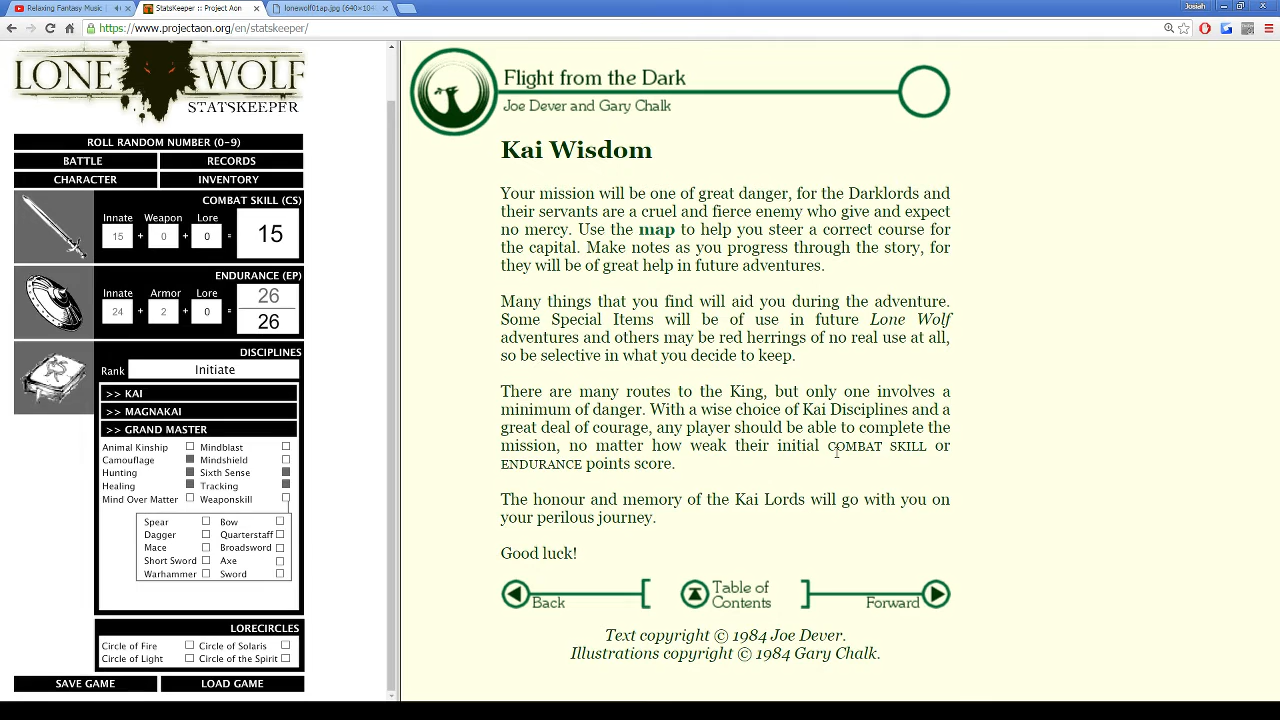 Relaxing Fantasy Music
StatsKeeper :: Project Aon
lonewolf01ap.jpg (640×104
Josiah
https://www.projectaon.org/en/statskeeper/
LONE WOLF
STATSKEEPER
ROLL RANDOM NUMBER (0-9)
BATTLE RECORDS
CHARACTER INVENTORY
COMBAT SKILL (CS)
Innate Weapon Lore
15 + 0 + 0 = 15
ENDURANCE (EP)
Innate Armor Lore
26
24 + 2 + 0 =
26
DISCIPLINES
Rank Initiate
>> KAI
>> MAGNAKAI
>> GRAND MASTER
Animal Kinship Mindblast
Camouflage Mindshield
Hunting Sixth Sense
Healing Tracking
Mind Over Matter Weaponskill
Spear Bow
Dagger Quarterstaff
Mace Broadsword
Short Sword Axe
Warhammer Sword
LORECIRCLES
Circle of Fire Circle of Solaris
Circle of Light Circle of the Spirit
SAVE GAME LOAD GAME
Flight from the Dark
Joe Dever and Gary Chalk
Kai Wisdom
Your mission will be one of great danger, for the Darklords and
their servants are a cruel and fierce enemy who give and expect
no mercy. Use the map to help you steer a correct course for
the capital. Make notes as you progress through the story, for
they will be of great help in future adventures.
Many things that you find will aid you during the adventure.
Some Special Items will be of use in future Lone Wolf
adventures and others may be red herrings of no real use at all,
so be selective in what you decide to keep.
There are many routes to the King, but only one involves a
minimum of danger. With a wise choice of Kai Disciplines and a
great deal of courage, any player should be able to complete the
mission, no matter how weak their initial COMBAT SKILL or
ENDURANCE points score.
The honour and memory of the Kai Lords will go with you on
your perilous journey.
Good luck!
Back
Table of
Contents
Forward
Text copyright © 1984 Joe Dever.
Illustrations copyright © 1984 Gary Chalk.